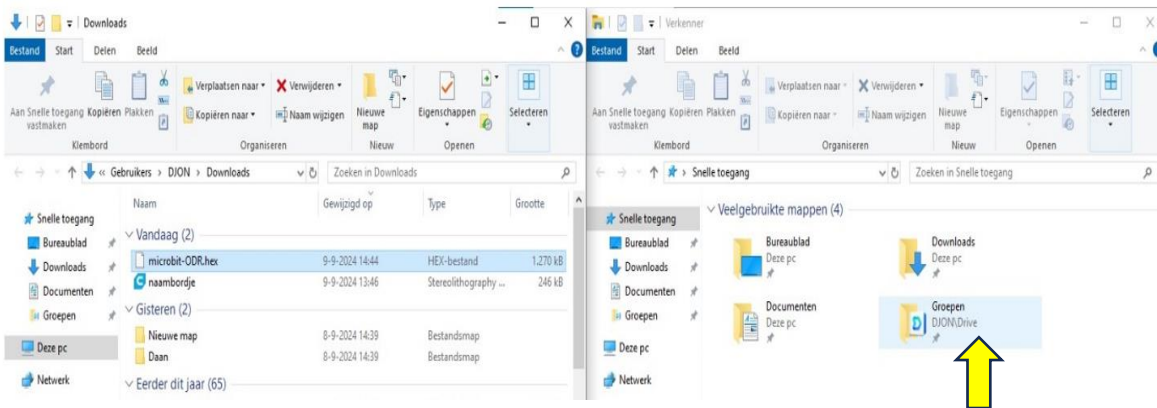 Downloads
Bestand Start Delen Beeld
Aan Snelle toegang vastmaken
Kopiëren
Plakken
Verplaatsen naar
Kopiëren naar
Verwijderen
Naam wijzigen
Nieuwe map
Eigenschappen
Selecteren
Klembord Organiseren Nieuw Openen
« Gebruikers > DJON > Downloads
Zoeken in Downloads
Snelle toegang
Bureaublad
Downloads
Documenten
Groepen
Deze pc
Netwerk
Naam Gewijzigd op Type Grootte
Vandaag (2)
microbit-ODR.hex 9-9-2024 14:44 HEX-bestand 1.270 kB
naambordje 9-9-2024 13:46 Stereolithography ... 246 kB
Gisteren (2)
Nieuwe map 8-9-2024 14:39 Bestandsmap
Daan 8-9-2024 14:39 Bestandsmap
Eerder dit jaar (65)
Verkenner
Bestand Start Delen Beeld
Aan Snelle toegang vastmaken
Kopiëren
Plakken
Verplaatsen naar
Kopiëren naar
Verwijderen
Naam wijzigen
Nieuwe map
Eigenschappen
Selecteren
Klembord Organiseren Nieuw Openen
> Snelle toegang
Zoeken in Snelle toegang
Snelle toegang
Bureaublad
Downloads
Documenten
Groepen
Deze pc
Netwerk
Veelgebruikte mappen (4)
Bureaublad
Deze pc
Downloads
Deze pc
Documenten
Deze pc
Groepen
DJON\Drive